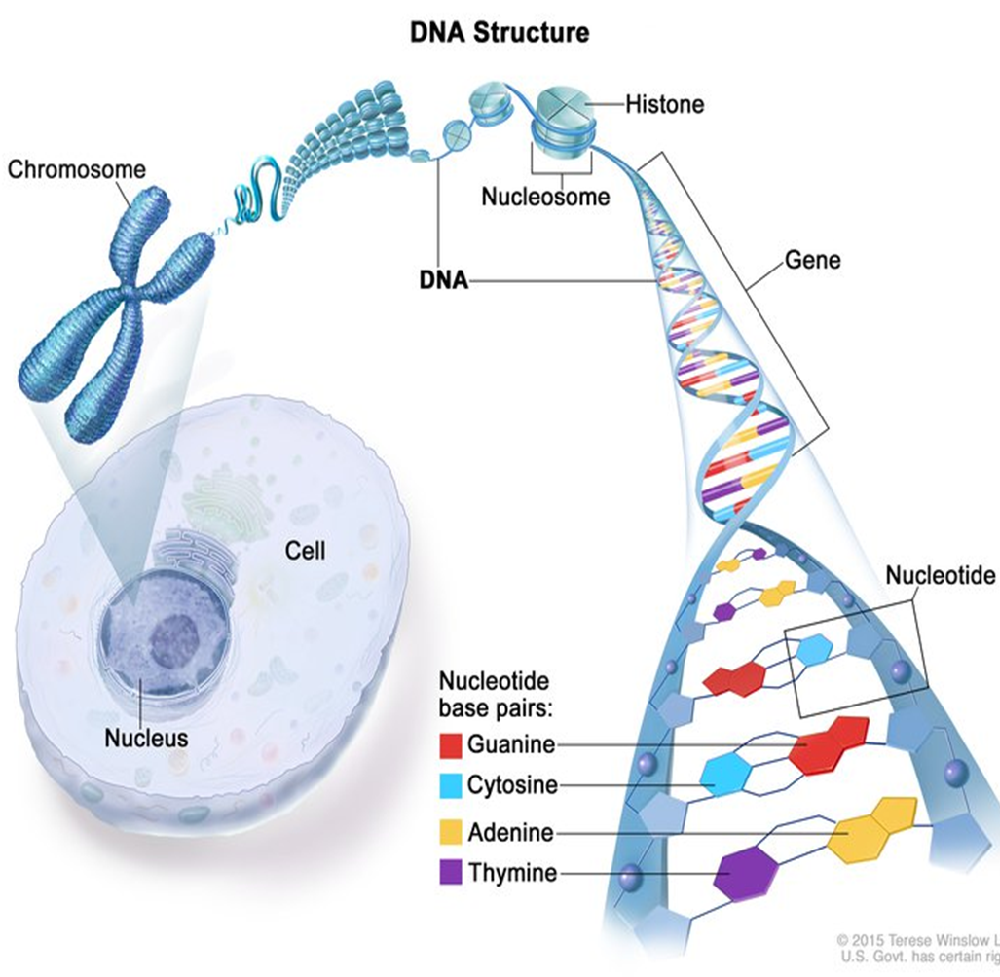 DNA Structure
Histone
Chromosome
Nucleosome
Gene
DNA
Cell
Nucleotide
Nucleus
Nucleotide
base pairs:
Guanine
Cytosine
Adenine
Thymine
© 2015 Terese Winslow L
U.S. Govt. has certain rig